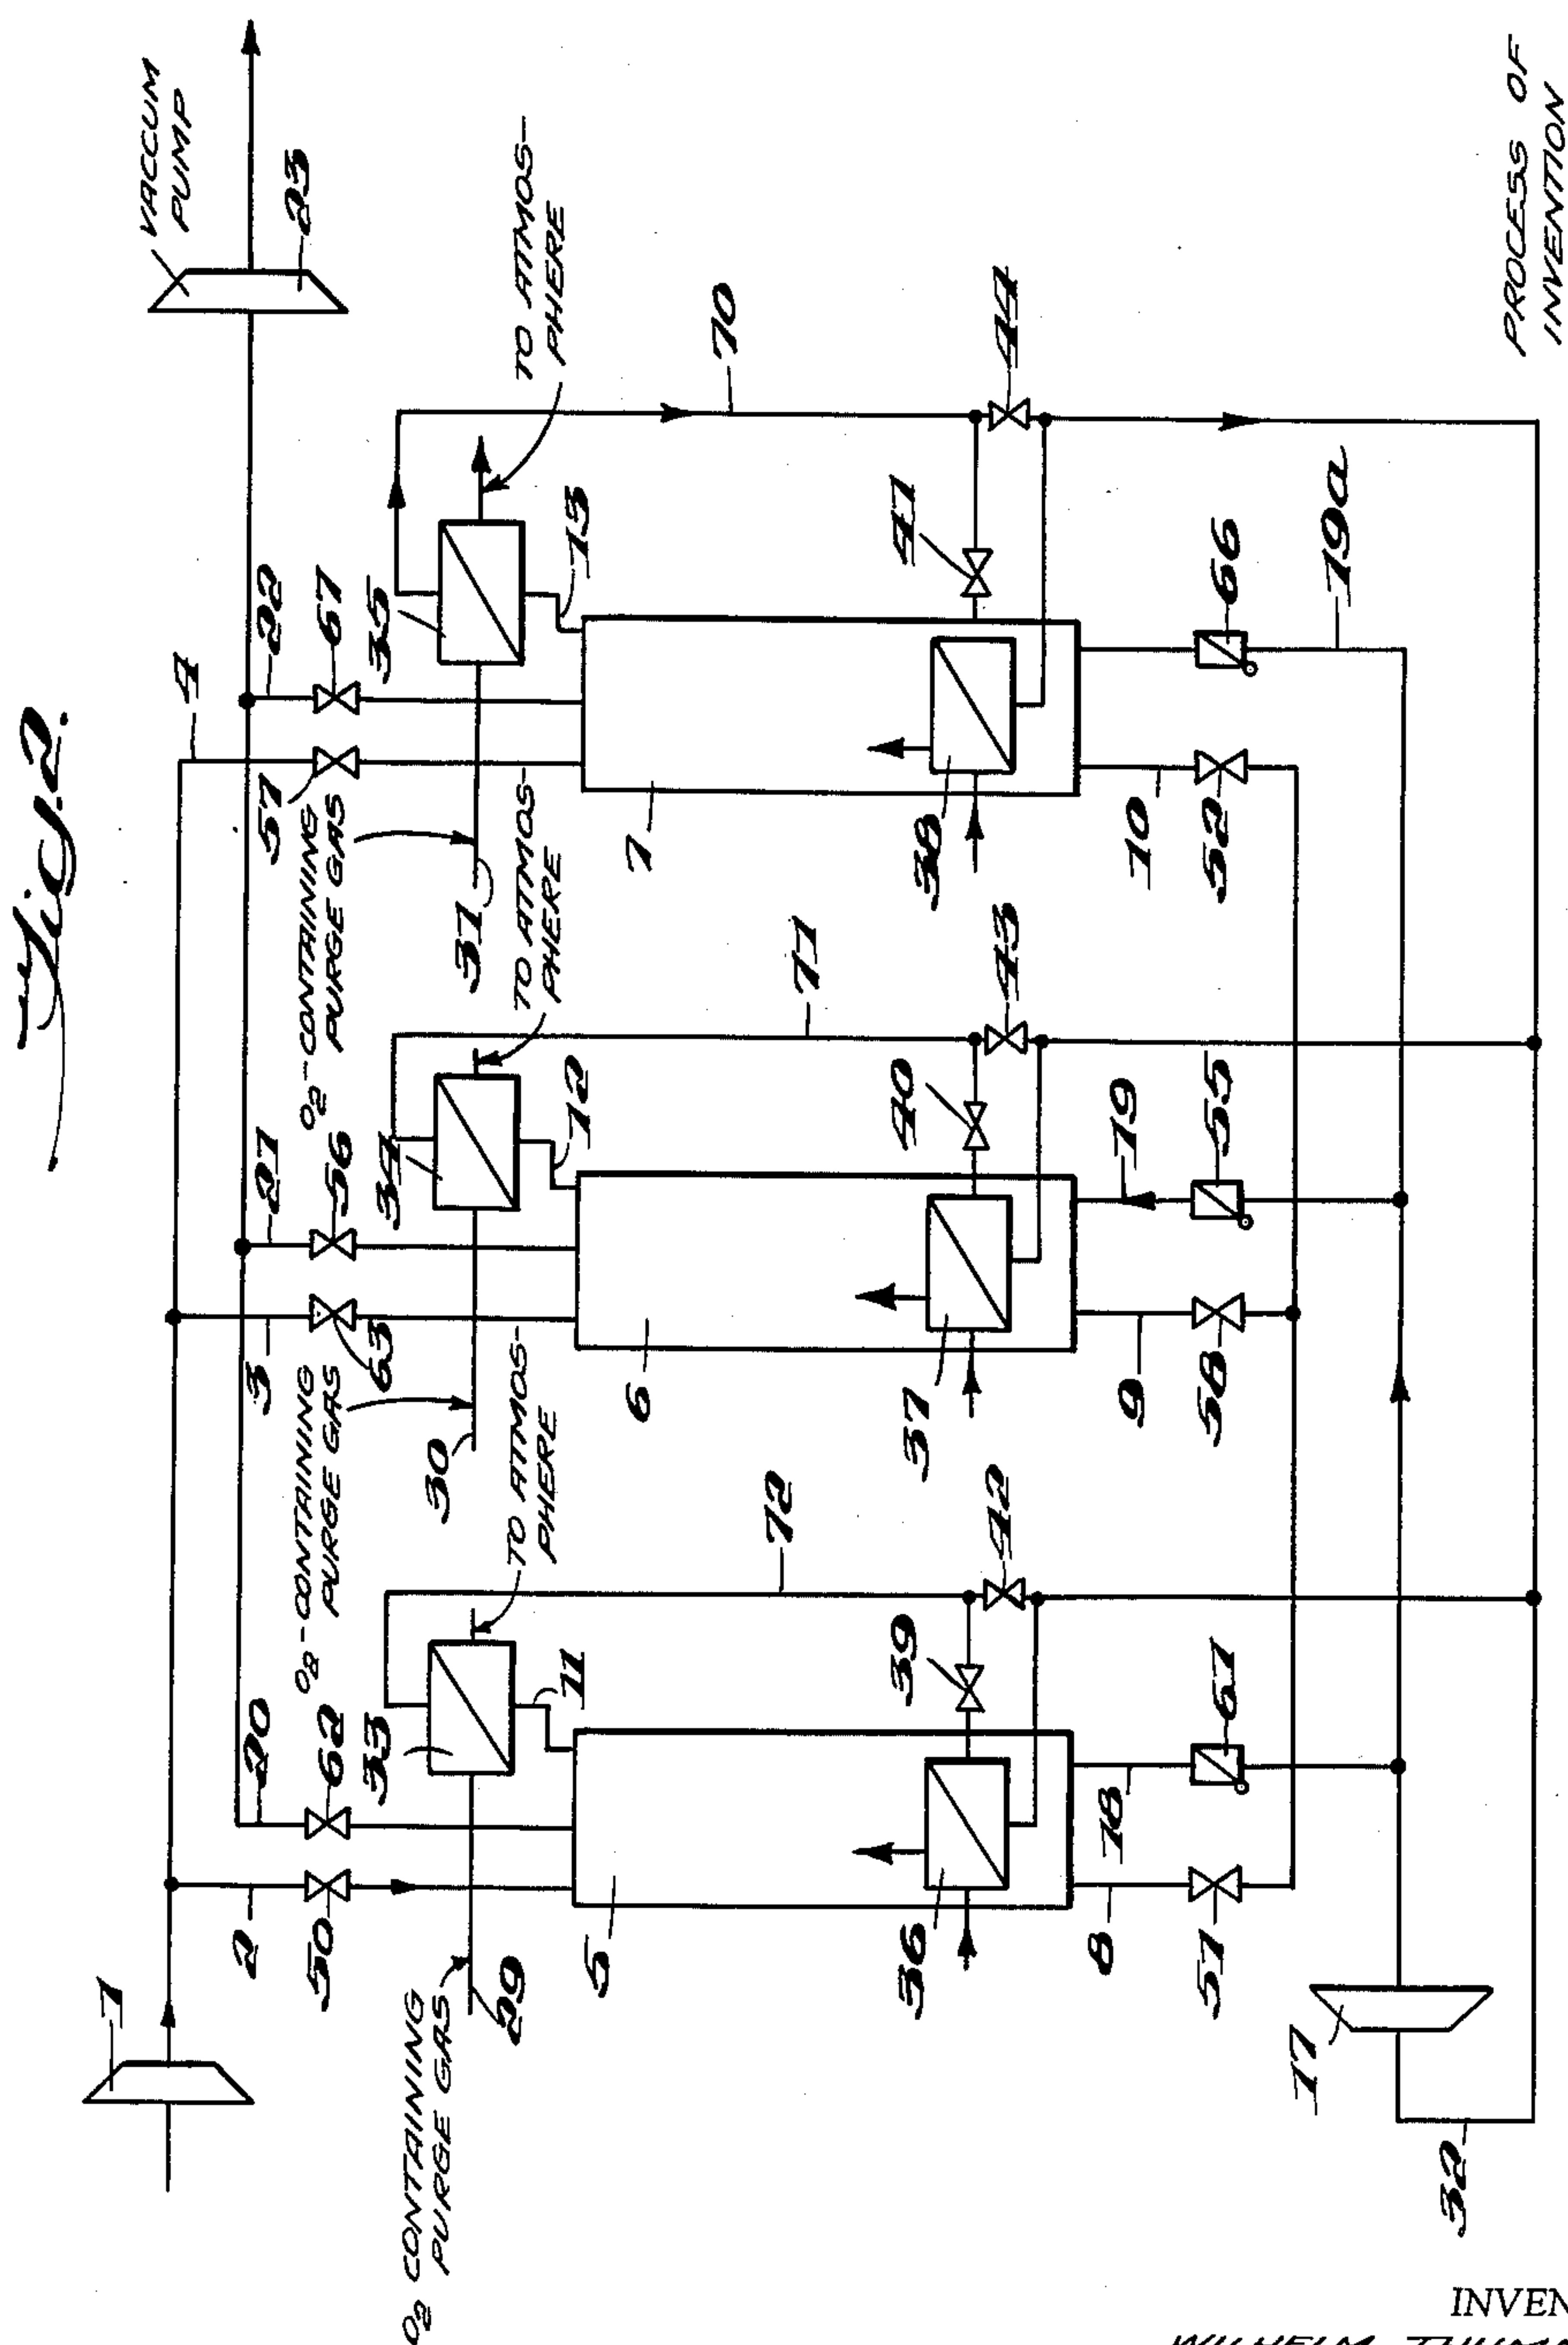 Fig.2.
VACCUM
PUMP
23
1
4
2
50
20
62
3
63
21
56
57
22
67
O2 CONTAINING
PURGE GAS
29
33
11
TO ATMOS-
PHERE
O2-CONTAINING
PURGE GAS
30
34
12
TO ATMOS-
PHERE
O2-CONTAINING
PURGE GAS
31
35
13
TO ATMOS-
PHERE
5
72
6
71
7
70
36
39
42
37
40
43
38
41
44
8
51
18
61
9
58
19
55
10
52
66
19a
17
32
PROCESS OF
INVENTION
INVEN